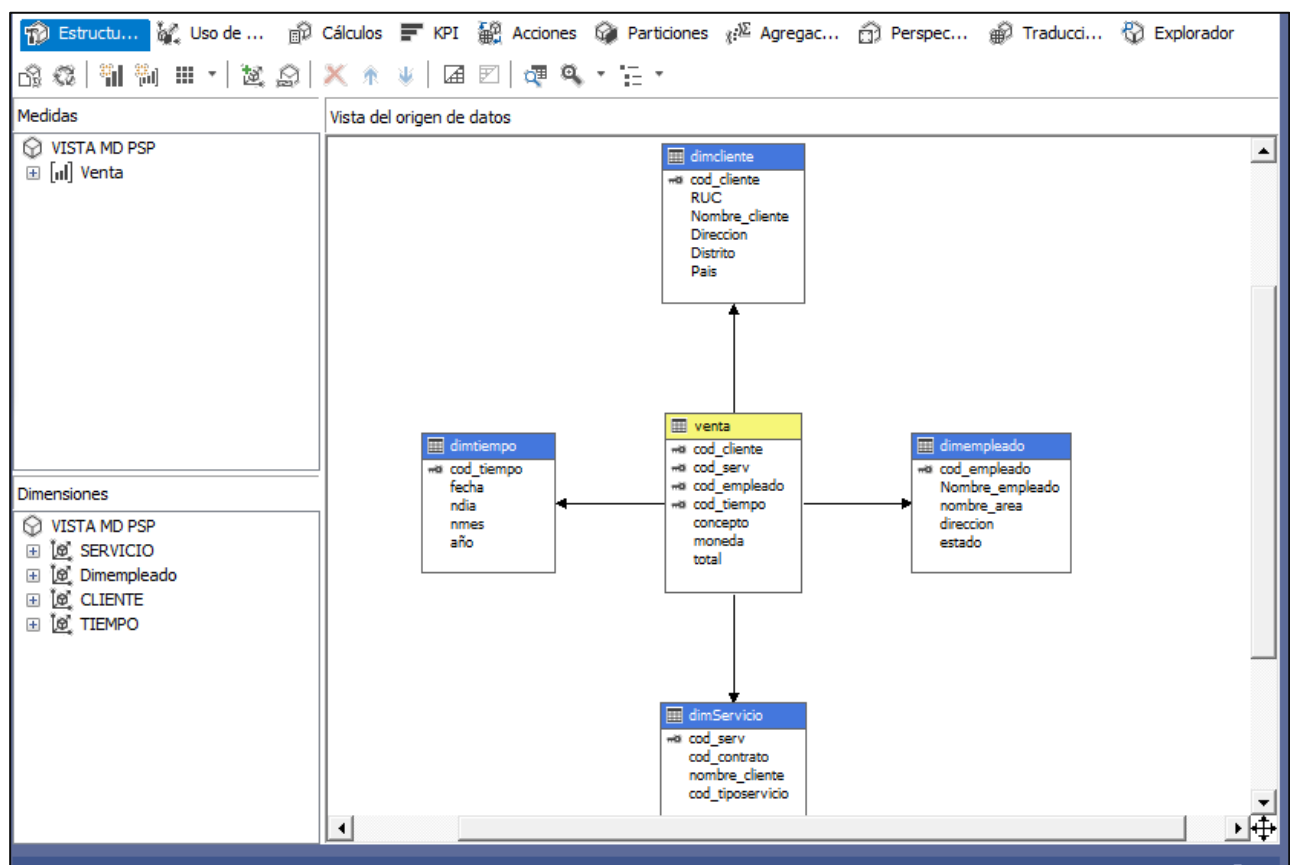 Estructu... Uso de ... Cálculos KPI Acciones Particiones Agregac... Perspec... Traducci... Explorador
Medidas
VISTA MD PSP
Venta
Dimensiones
VISTA MD PSP
SERVICIO
Dimempleado
CLIENTE
TIEMPO
Vista del origen de datos
dimcliente
cod_cliente
RUC
Nombre_cliente
Direccion
Distrito
Pais
dimtiempo
cod_tiempo
fecha
ndia
nmes
año
venta
cod_cliente
cod_serv
cod_empleado
cod_tiempo
concepto
moneda
total
dimempleado
cod_empleado
Nombre_empleado
nombre_area
direccion
estado
dimServicio
cod_serv
cod_contrato
nombre_cliente
cod_tiposervicio